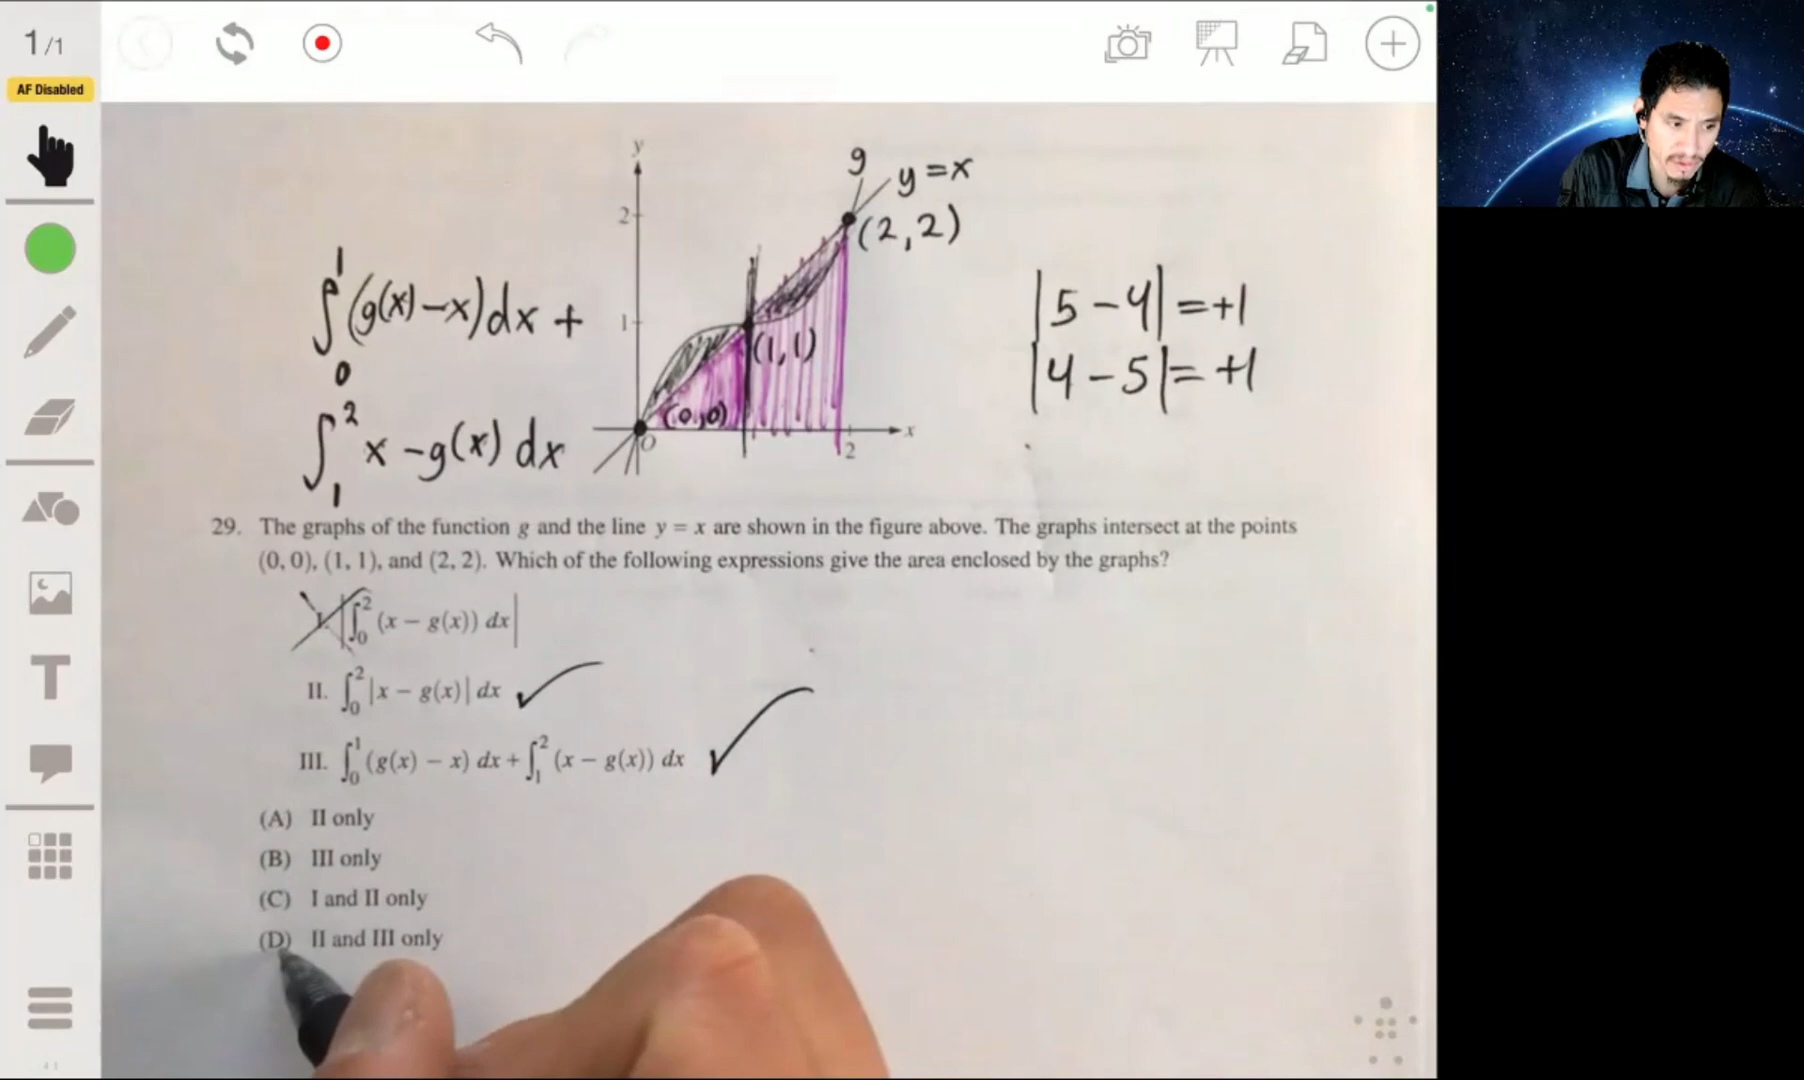 1/1
AF Disabled
y
g
y=x
2
(2,2)
∫₀¹(g(x)−x)dx +
1
(1,1)
|5−4|=+1
|4−5|=+1
∫₁² x −g(x) dx
(0,0)
O
2
x
29. The graphs of the function g and the line y = x are shown in the figure above. The graphs intersect at the points
(0, 0), (1, 1), and (2, 2). Which of the following expressions give the area enclosed by the graphs?
I. |∫₀² (x − g(x)) dx|
II. ∫₀² |x − g(x)| dx
III. ∫₀¹ (g(x) − x) dx + ∫₁² (x − g(x)) dx
(A) II only
(B) III only
(C) I and II only
(D) II and III only
T